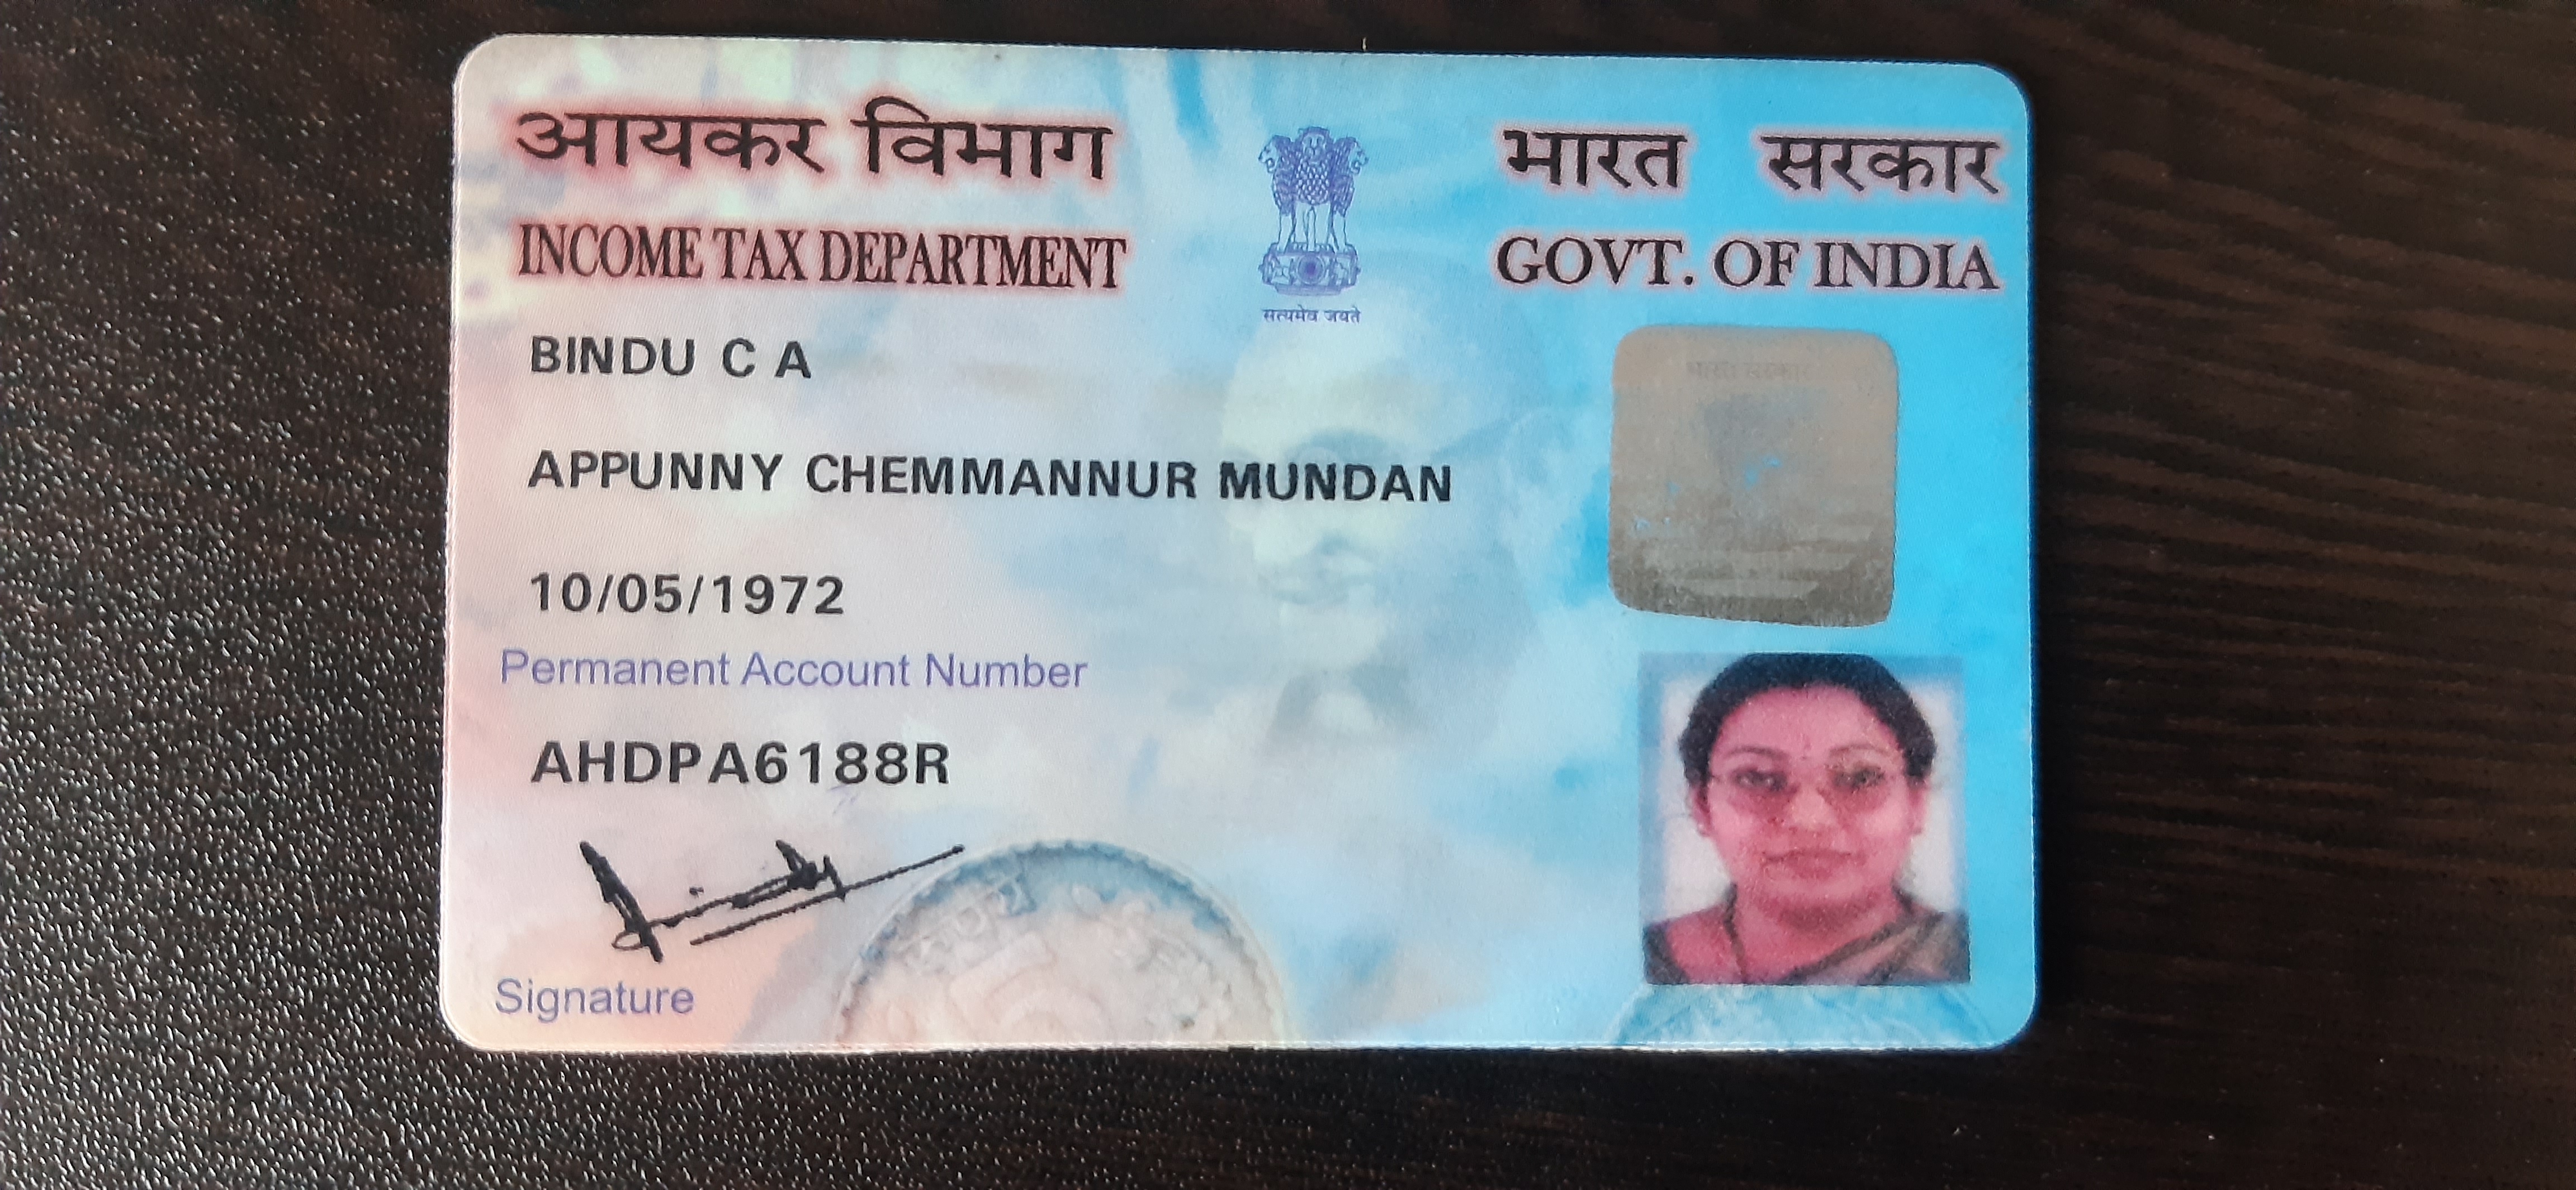 आयकर विभाग
INCOME TAX DEPARTMENT
सत्यमेव जयते
भारत सरकार
GOVT. OF INDIA
BINDU C A
APPUNNY CHEMMANNUR MUNDAN
10/05/1972
Permanent Account Number
AHDPA6188R
Signature